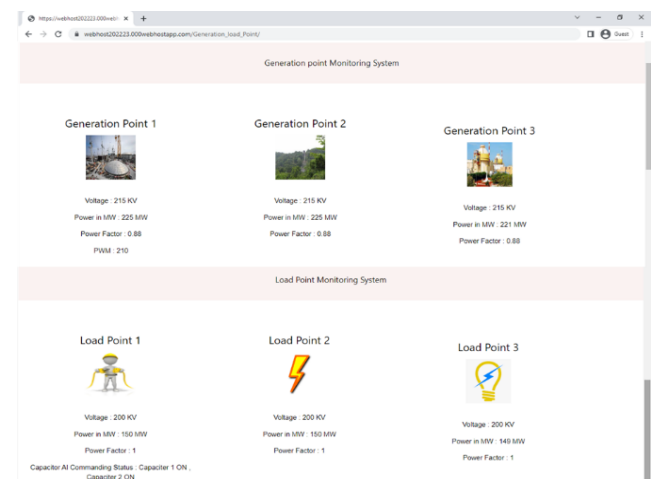 https://webhost202223.000webh
webhost202223.000webhostapp.com/Generation_load_Point/
Guest
Generation point Monitoring System
Generation Point 1
Generation Point 2
Generation Point 3
Voltage : 215 KV
Voltage : 215 KV
Voltage : 215 KV
Power in MW : 225 MW
Power in MW : 225 MW
Power in MW : 221 MW
Power Factor : 0.88
Power Factor : 0.88
Power Factor : 0.88
PWM : 210
Load Point Monitoring System
Load Point 1
Load Point 2
Load Point 3
Voltage : 200 KV
Voltage : 200 KV
Voltage : 200 KV
Power in MW : 150 MW
Power in MW : 150 MW
Power in MW : 149 MW
Power Factor : 1
Power Factor : 1
Power Factor : 1
Capacitor AI Commanding Status : Capaciter 1 ON ,
Capaciter 2 ON